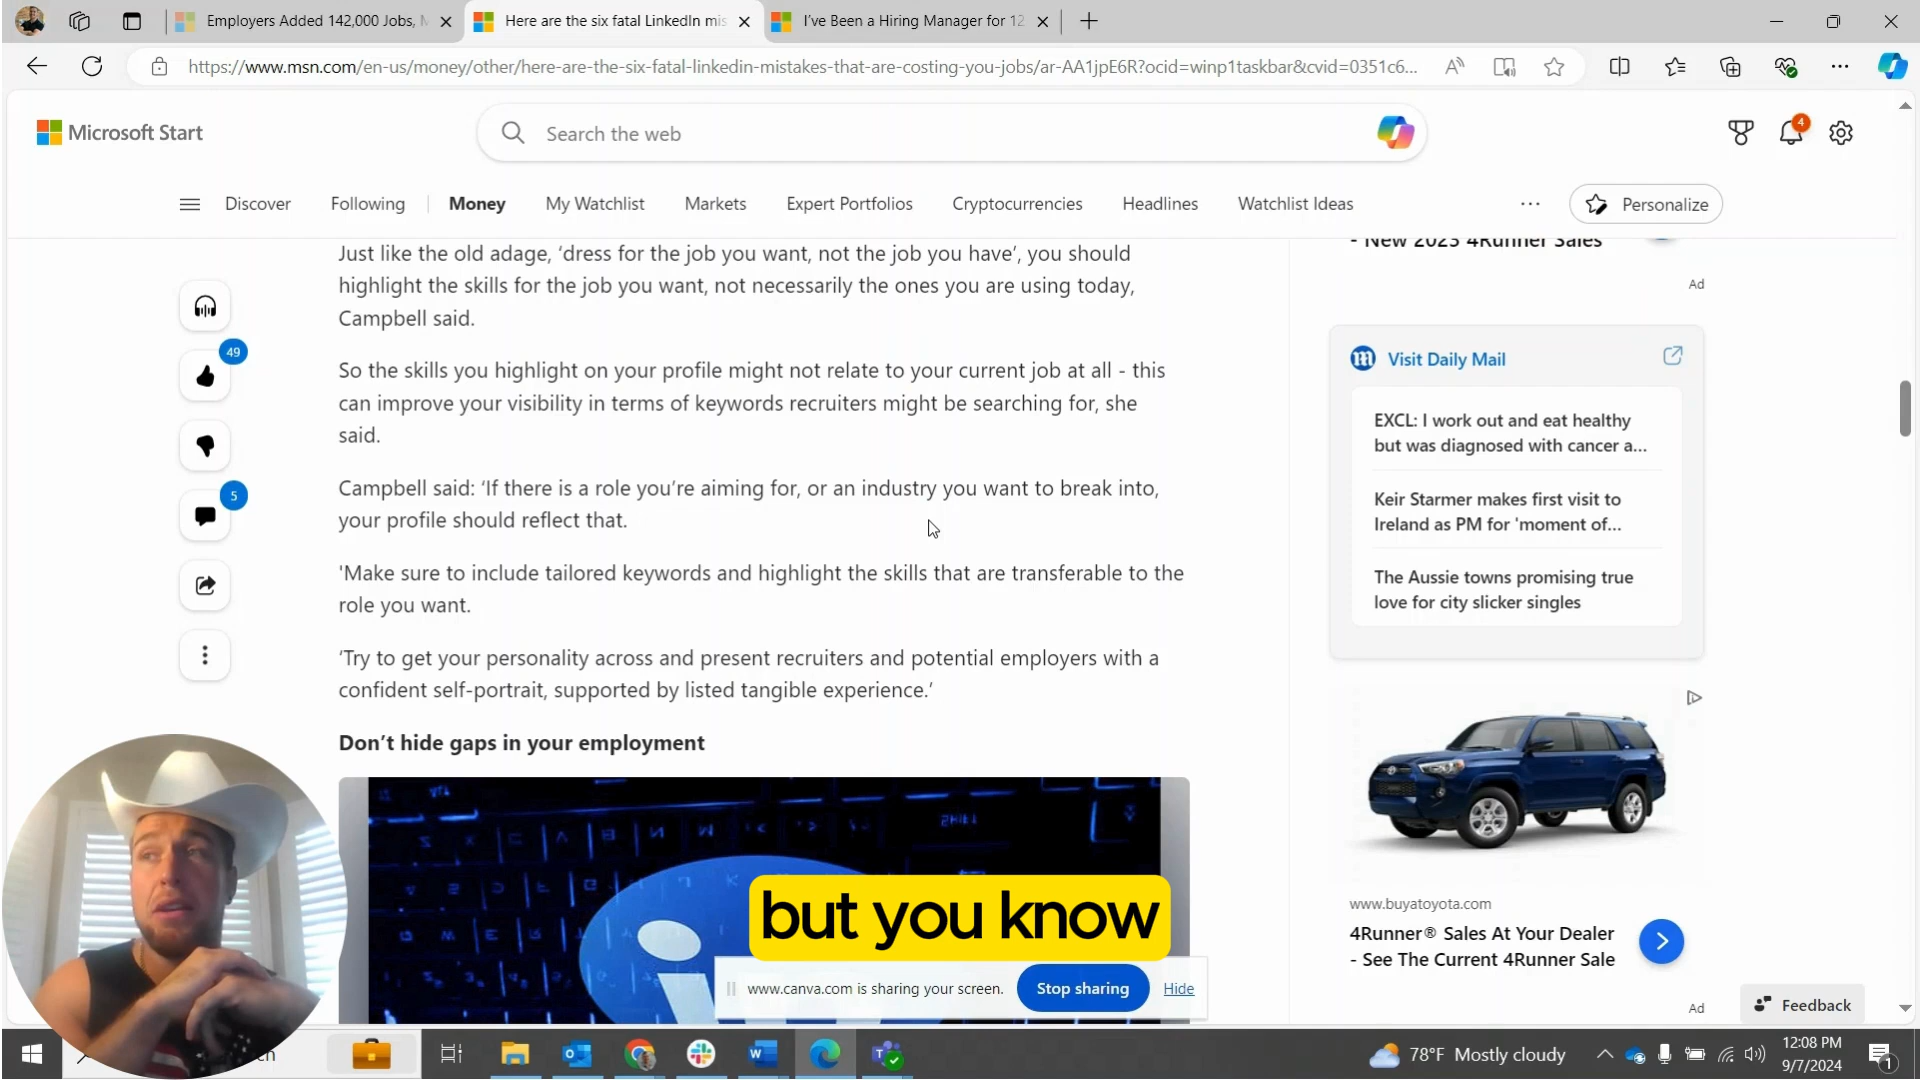 Employers Added 142,000 Jobs, M
Here are the six fatal LinkedIn mis
I've Been a Hiring Manager for 12
https://www.msn.com/en-us/money/other/here-are-the-six-fatal-linkedin-mistakes-that-are-costing-you-jobs/ar-AA1jpE6R?ocid=winp1taskbar&cvid=0351c6...
Microsoft Start
Search the web
4
Discover
Following
Money
My Watchlist
Markets
Expert Portfolios
Cryptocurrencies
Headlines
Watchlist Ideas
Personalize
Just like the old adage, ‘dress for the job you want, not the job you have’, you should
highlight the skills for the job you want, not necessarily the ones you are using today,
Campbell said.
So the skills you highlight on your profile might not relate to your current job at all - this
can improve your visibility in terms of keywords recruiters might be searching for, she
said.
Campbell said: ‘If there is a role you’re aiming for, or an industry you want to break into,
your profile should reflect that.
'Make sure to include tailored keywords and highlight the skills that are transferable to the
role you want.
‘Try to get your personality across and present recruiters and potential employers with a
confident self-portrait, supported by listed tangible experience.’
Don’t hide gaps in your employment
49
5
- New 2023 4Runner Sales
Ad
Visit Daily Mail
EXCL: I work out and eat healthy
but was diagnosed with cancer a...
Keir Starmer makes first visit to
Ireland as PM for 'moment of...
The Aussie towns promising true
love for city slicker singles
www.buyatoyota.com
4Runner® Sales At Your Dealer
- See The Current 4Runner Sale
Ad
Feedback
but you know
www.canva.com is sharing your screen.
Stop sharing
Hide
78°F Mostly cloudy
12:08 PM
9/7/2024
1